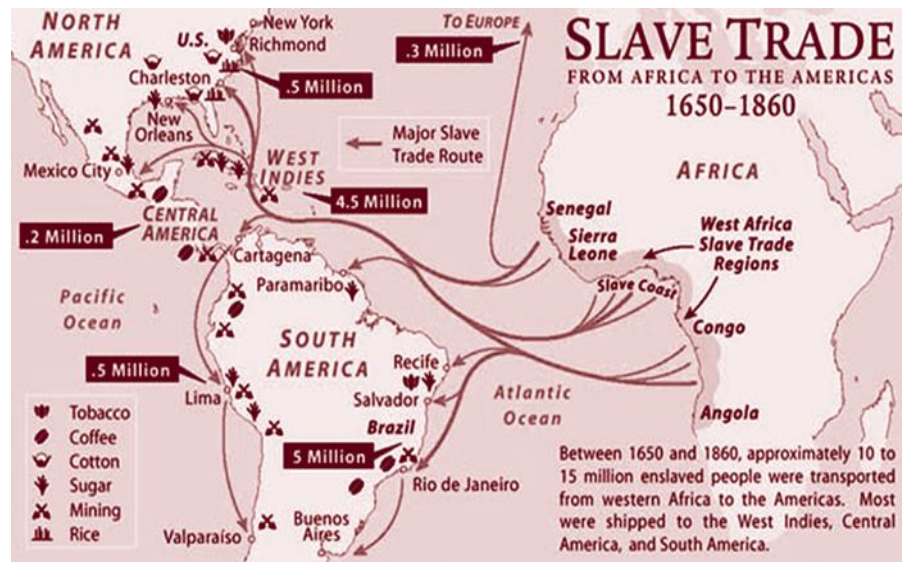 SLAVE TRADE
FROM AFRICA TO THE AMERICAS
1650–1860
NORTH
AMERICA
U.S.
New York
Richmond
Charleston
.5 Million
New
Orleans
Mexico City
WEST
INDIES
4.5 Million
CENTRAL
AMERICA
.2 Million
TO EUROPE
.3 Million
Major Slave
Trade Route
AFRICA
Senegal
Sierra
Leone
West Africa
Slave Trade
Regions
Slave Coast
Congo
Angola
Cartagena
Paramaribo
Pacific
Ocean
SOUTH
AMERICA
Recife
Salvador
Brazil
Atlantic
Ocean
.5 Million
Lima
5 Million
Rio de Janeiro
Buenos
Aires
Valparaíso
Tobacco
Coffee
Cotton
Sugar
Mining
Rice
Between 1650 and 1860, approximately 10 to
15 million enslaved people were transported
from western Africa to the Americas. Most
were shipped to the West Indies, Central
America, and South America.